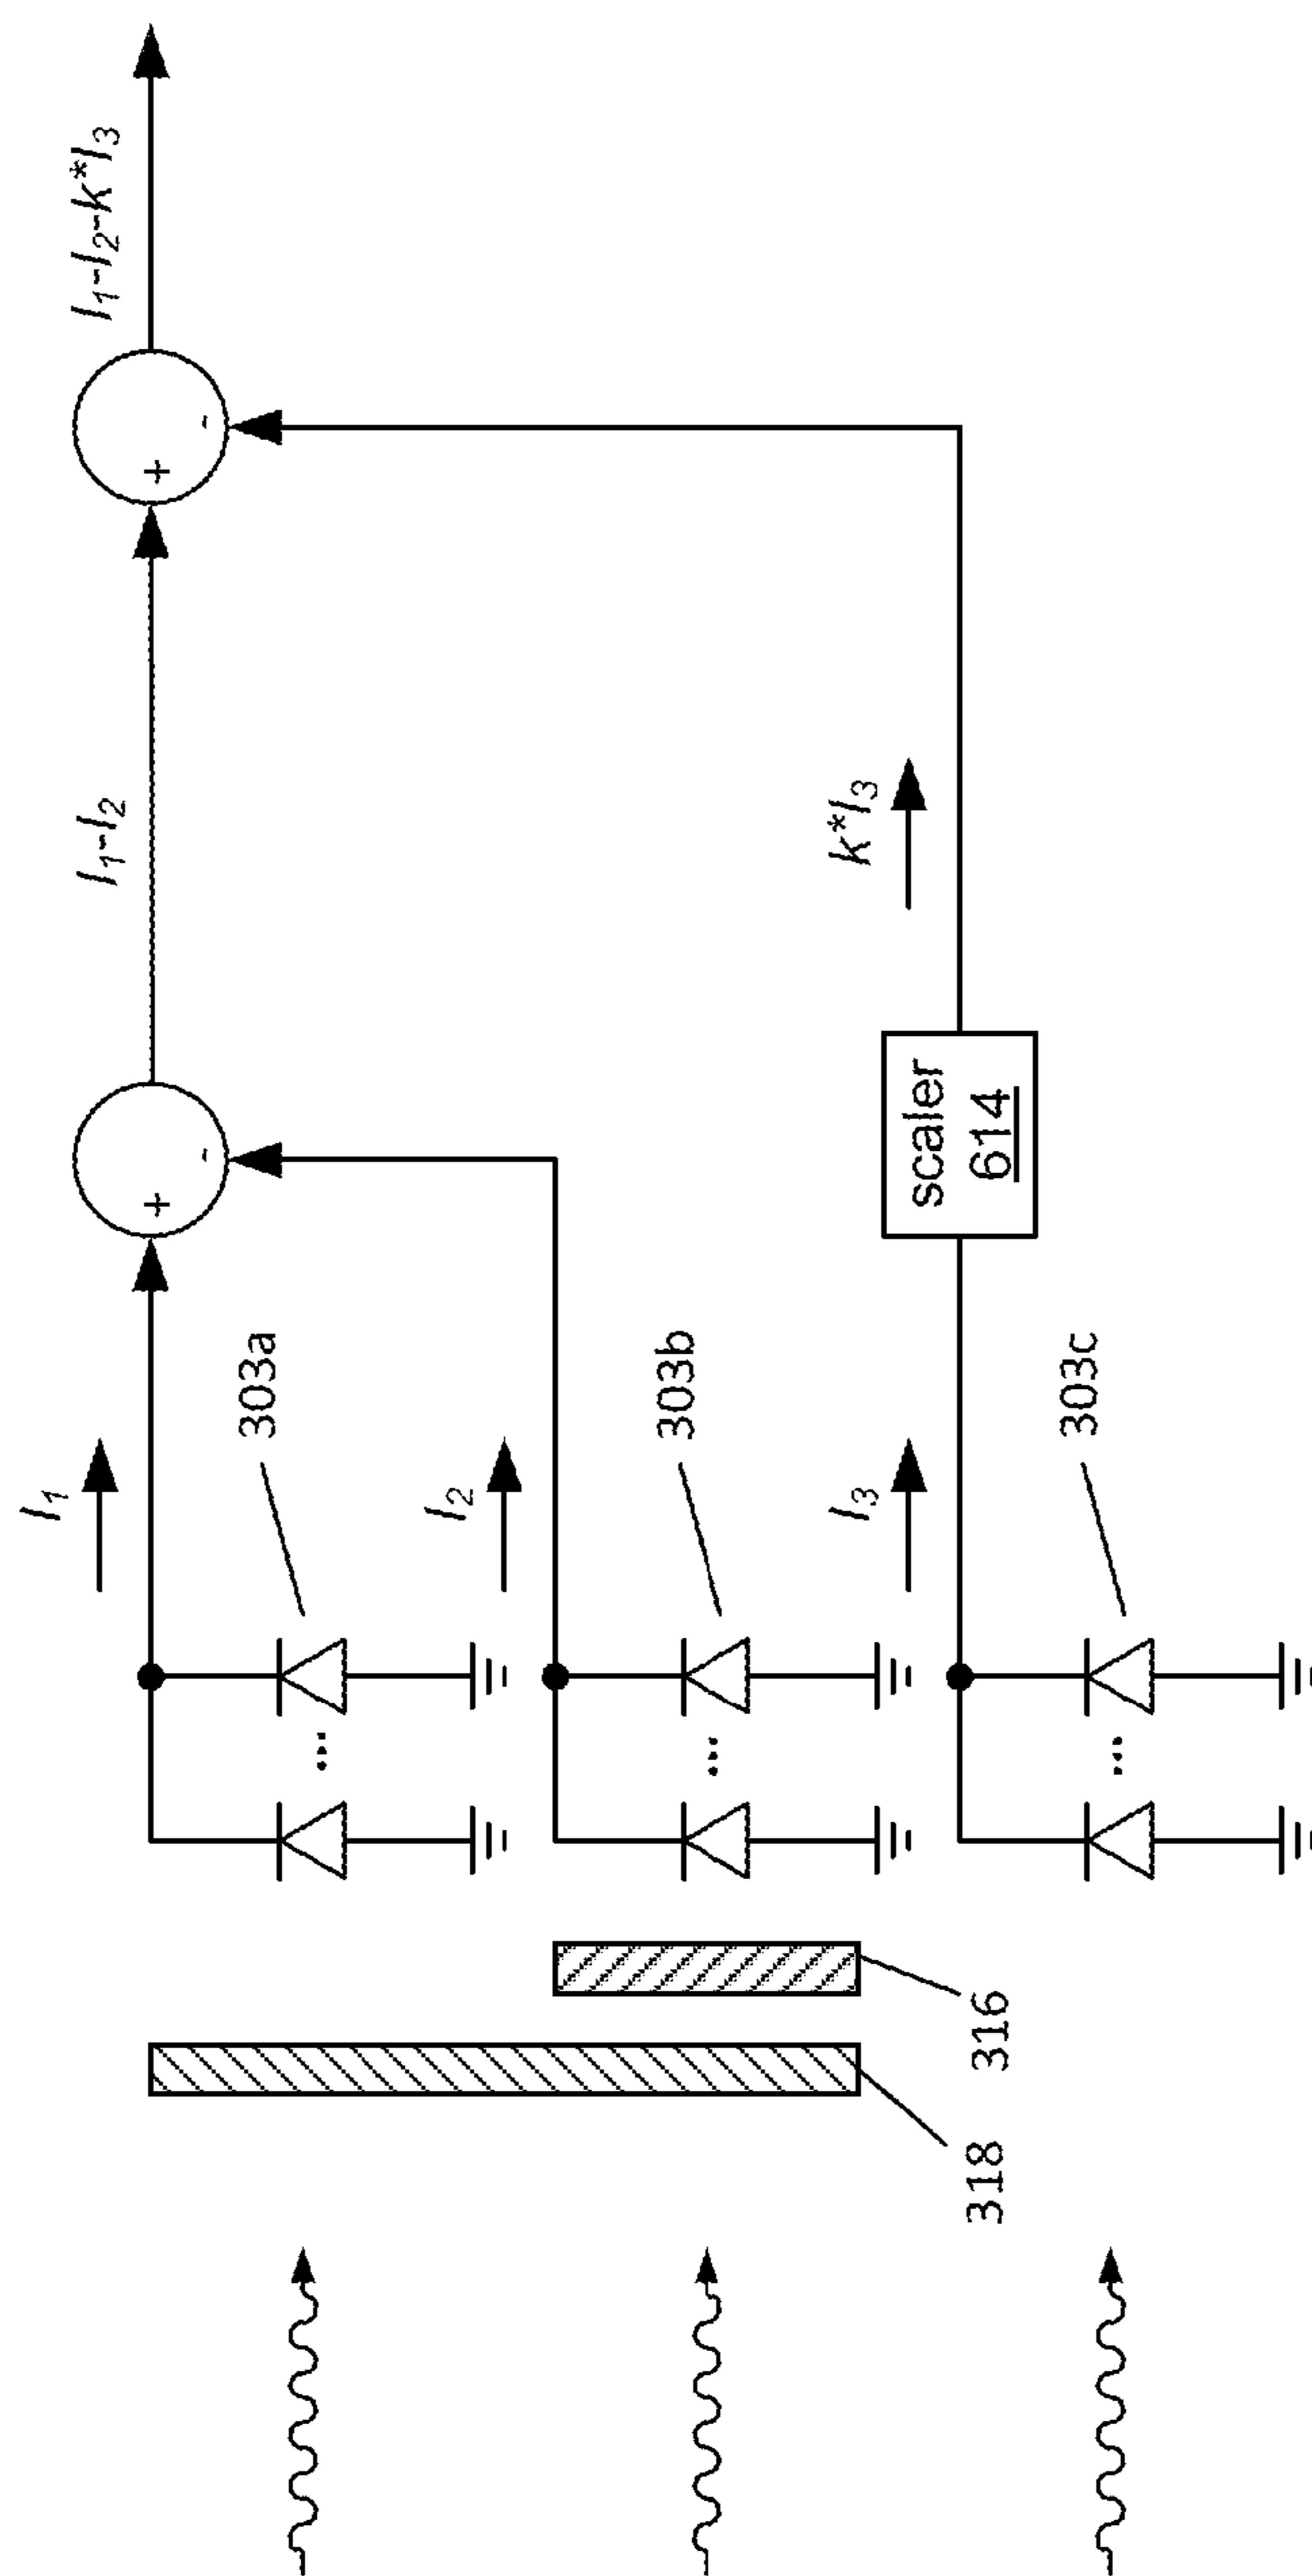 I₁
I₁-I₂
I₁-I₂-k*I₃
+
-
+
-
303a
I₂
303b
I₃
scaler
614
k*I₃
303c
...
...
...
318
316